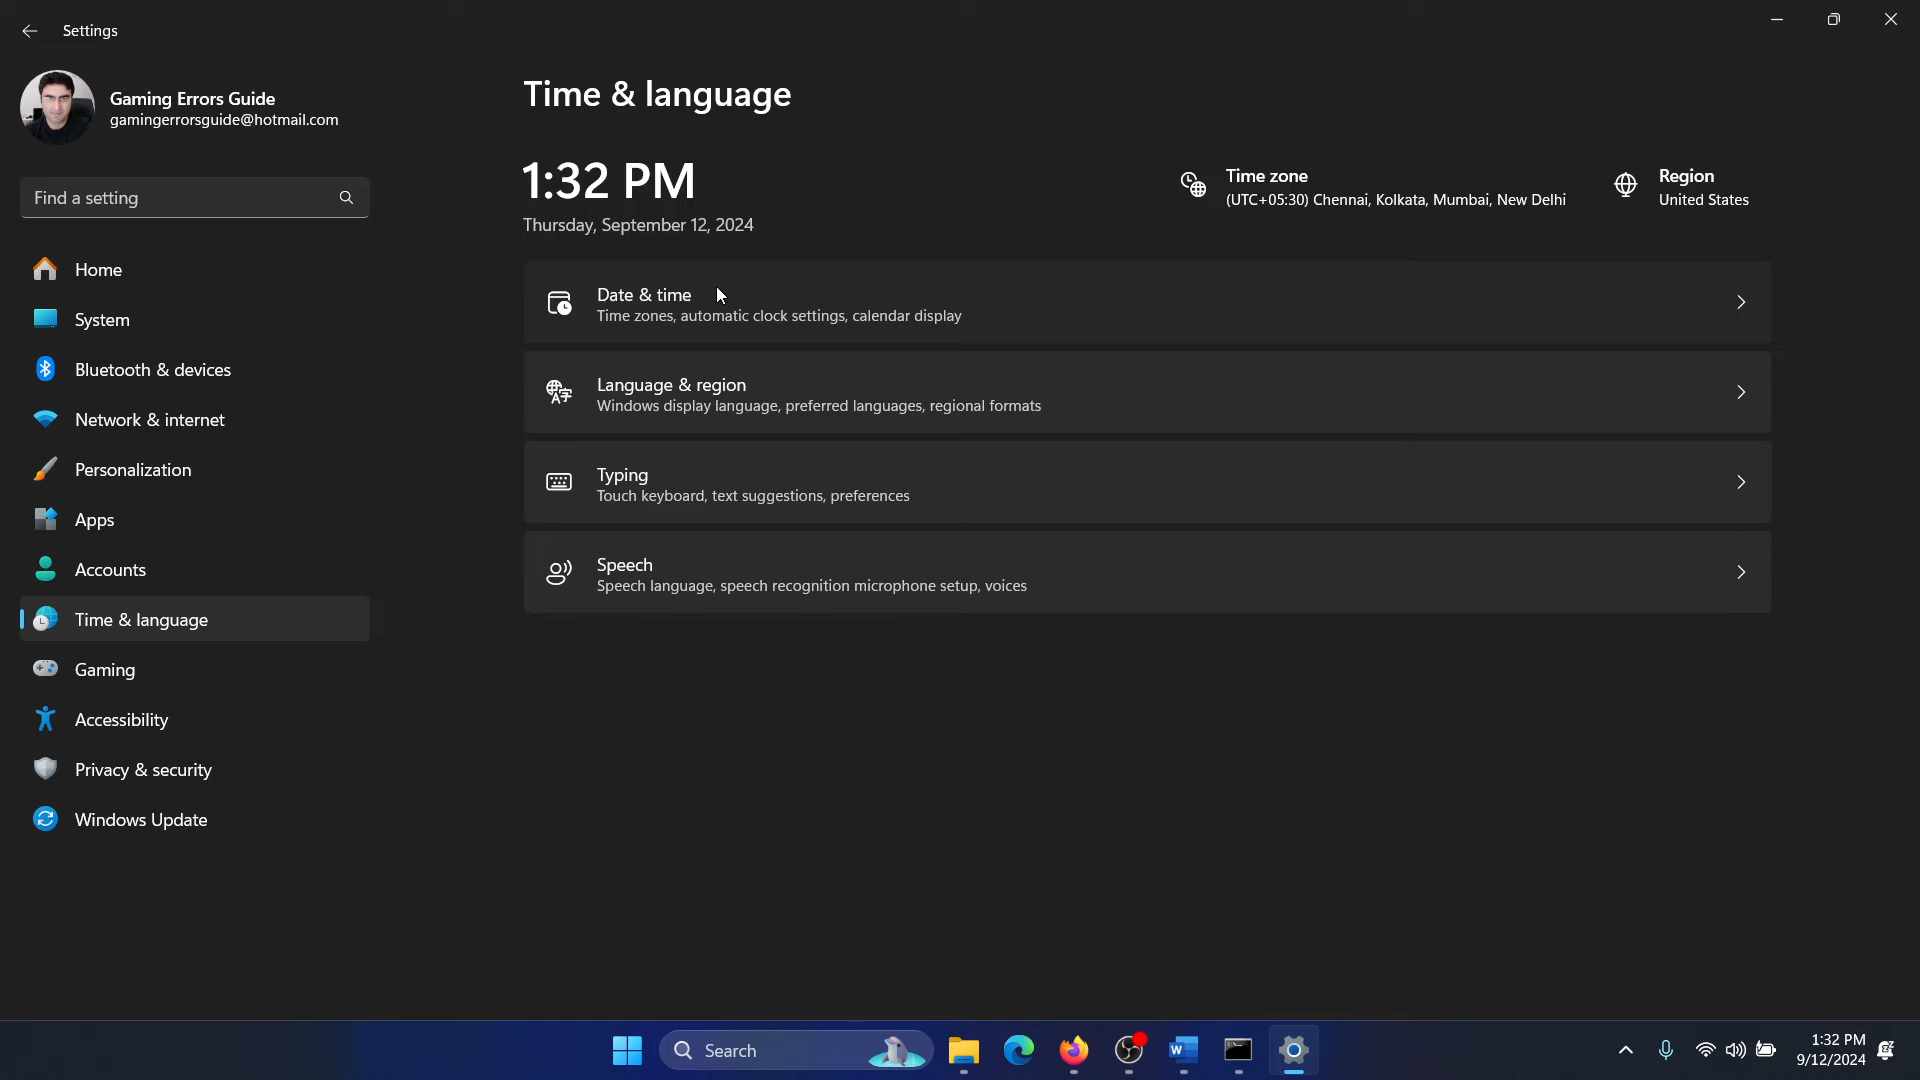 Settings
Gaming Errors Guide
gamingerrorsguide@hotmail.com
Find a setting
Home
System
Bluetooth & devices
Network & internet
Personalization
Apps
Accounts
Time & language
Gaming
Accessibility
Privacy & security
Windows Update
Time & language
1:32 PM
Thursday, September 12, 2024
Time zone
(UTC+05:30) Chennai, Kolkata, Mumbai, New Delhi
Region
United States
Date & time
Time zones, automatic clock settings, calendar display
Language & region
Windows display language, preferred languages, regional formats
Typing
Touch keyboard, text suggestions, preferences
Speech
Speech language, speech recognition microphone setup, voices
Search
1:32 PM
9/12/2024